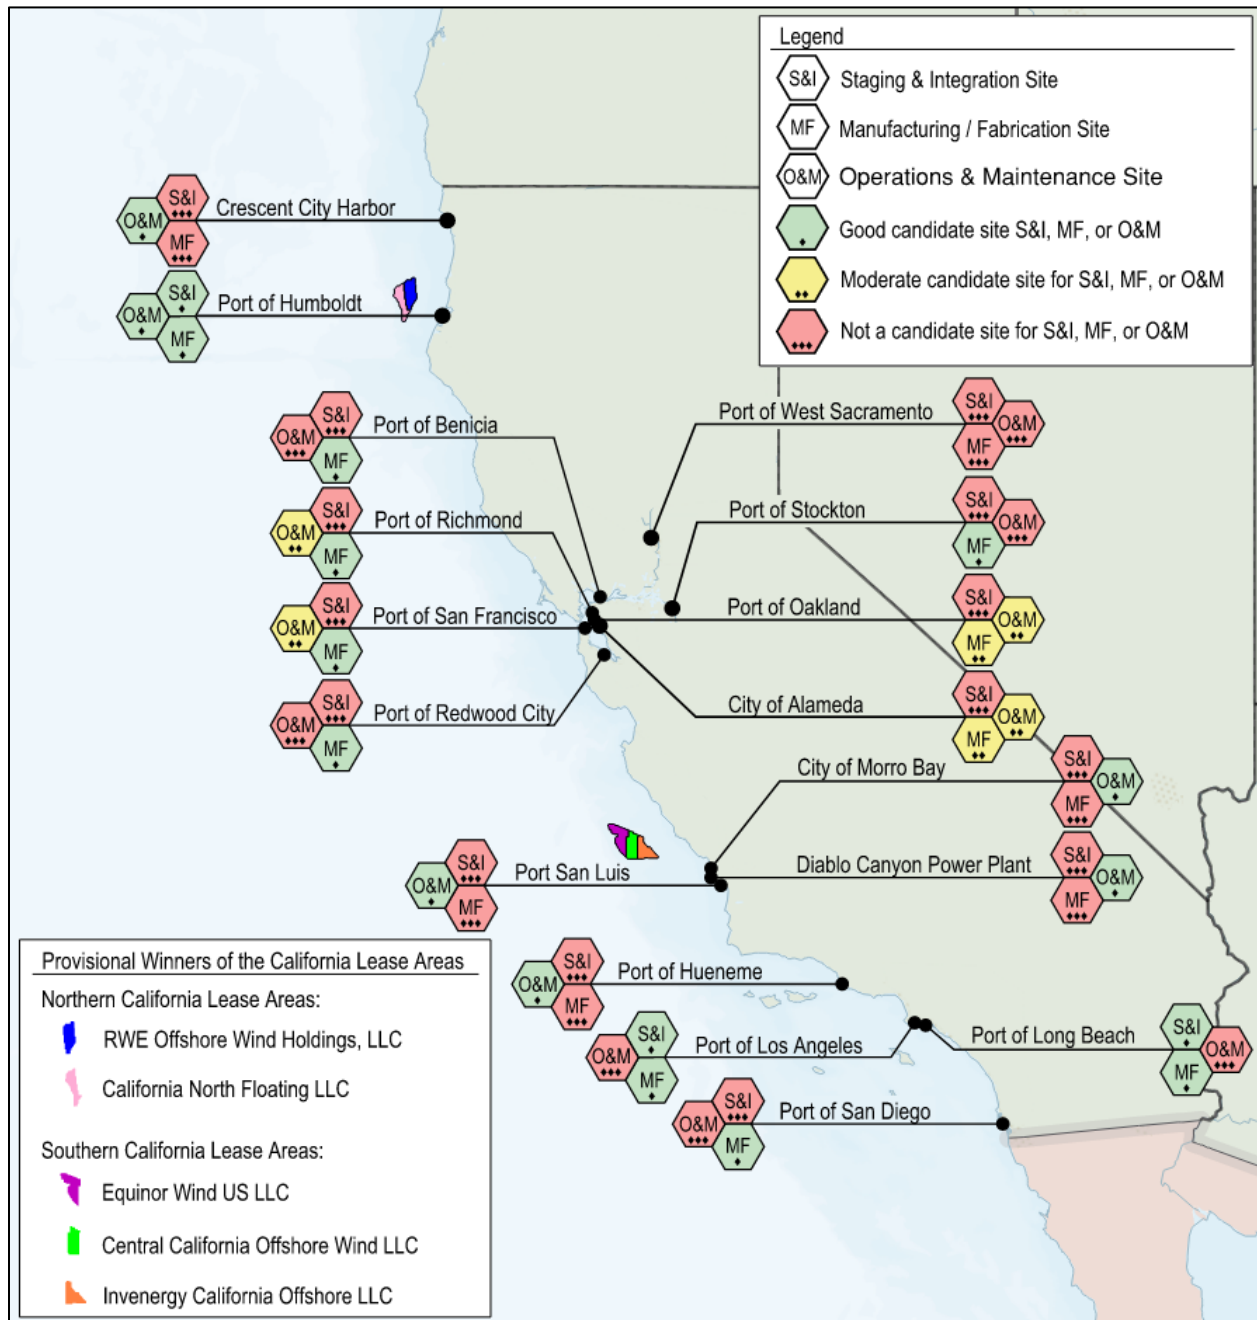 Legend
S&I Staging & Integration Site
MF Manufacturing / Fabrication Site
O&M Operations & Maintenance Site
Good candidate site S&I, MF, or O&M
Moderate candidate site for S&I, MF, or O&M
Not a candidate site for S&I, MF, or O&M
S&I
O&M
MF
Crescent City Harbor
S&I
O&M
MF
Port of Humboldt
S&I
O&M
MF
Port of Benicia
Port of West Sacramento
S&I
O&M
MF
S&I
O&M
MF
Port of Richmond
Port of Stockton
S&I
O&M
MF
S&I
O&M
MF
Port of San Francisco
Port of Oakland
S&I
O&M
MF
S&I
O&M
MF
Port of Redwood City
City of Alameda
S&I
O&M
MF
City of Morro Bay
S&I
O&M
MF
S&I
O&M
MF
Port San Luis
Diablo Canyon Power Plant
S&I
O&M
MF
S&I
O&M
MF
Port of Hueneme
S&I
O&M
MF
Port of Los Angeles
Port of Long Beach
S&I
O&M
MF
S&I
O&M
MF
Port of San Diego
Provisional Winners of the California Lease Areas
Northern California Lease Areas:
RWE Offshore Wind Holdings, LLC
California North Floating LLC
Southern California Lease Areas:
Equinor Wind US LLC
Central California Offshore Wind LLC
Invenergy California Offshore LLC